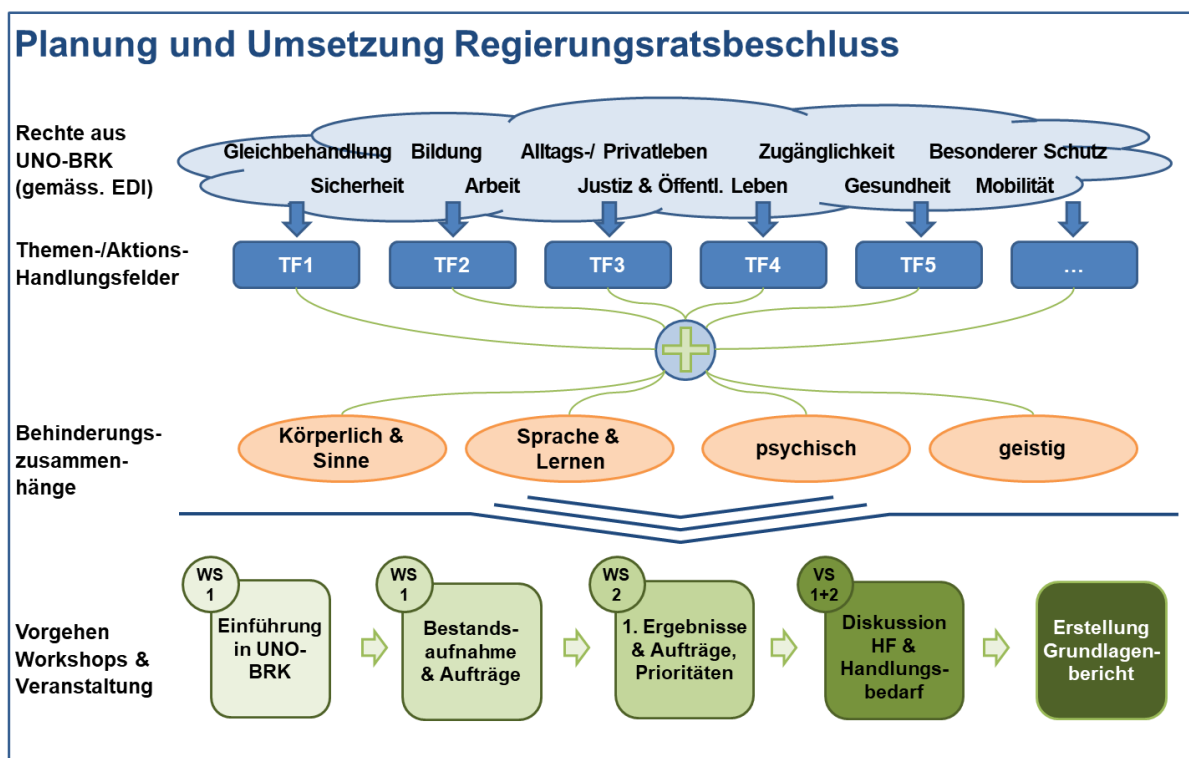 Planung und Umsetzung Regierungsratsbeschluss
Rechte aus
UNO-BRK
(gemäss. EDI)
Gleichbehandlung Bildung Alltags-/ Privatleben Zugänglichkeit Besonderer Schutz
Sicherheit Arbeit Justiz & Öffentl. Leben Gesundheit Mobilität
Themen-/Aktions-
Handlungsfelder
TF1 TF2 TF3 TF4 TF5 ...
Behinderungs-
zusammen-
hänge
Körperlich &
Sinne
Sprache &
Lernen
psychisch
geistig
Vorgehen
Workshops &
Veranstaltung
WS
1
Einführung
in UNO-
BRK
WS
1
Bestands-
aufnahme
& Aufträge
WS
2
1. Ergebnisse
& Aufträge,
Prioritäten
VS
1+2
Diskussion
HF &
Handlungs-
bedarf
Erstellung
Grundlagen-
bericht